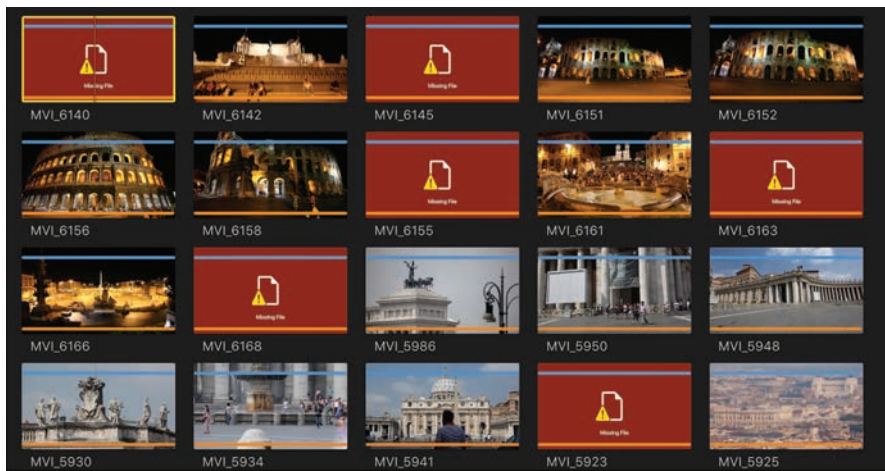 Missing File
Missing File
MVI_6140
MVI_6142
MVI_6145
MVI_6151
MVI_6152
Missing File
Missing File
MVI_6156
MVI_6158
MVI_6155
MVI_6161
MVI_6163
Missing File
MVI_6166
MVI_6168
MVI_5986
MVI_5950
MVI_5948
Missing File
MVI_5930
MVI_5934
MVI_5941
MVI_5923
MVI_5925